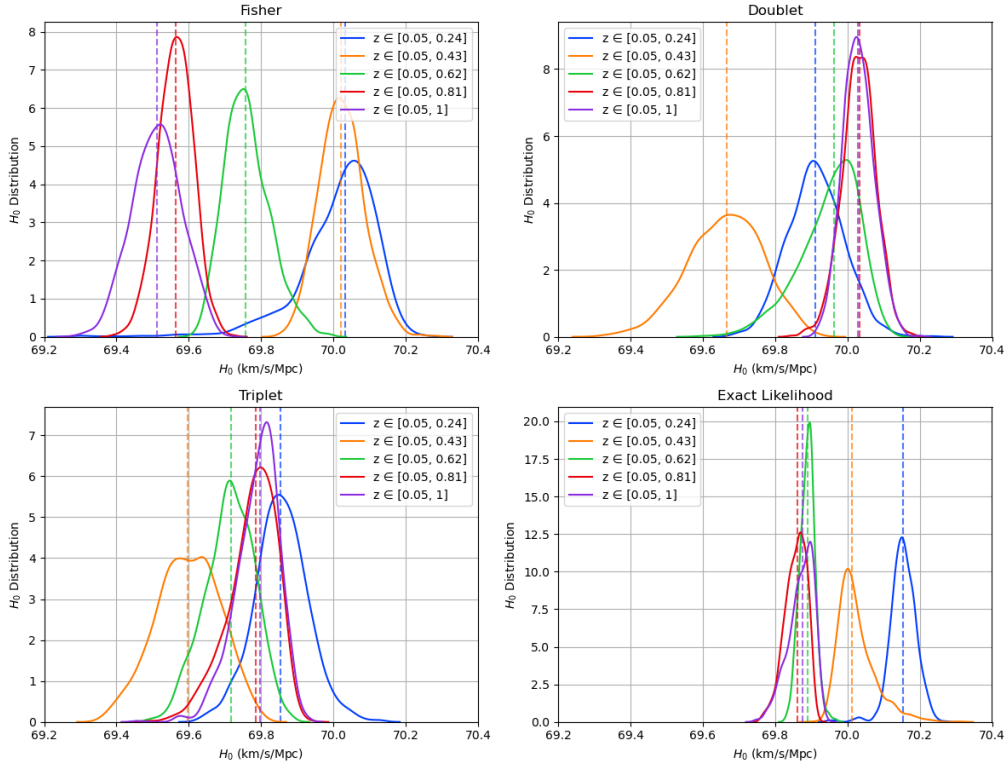 Fisher
8
7
6
5
4
3
2
1
0
H₀ Distribution
z ∈ [0.05, 0.24]
z ∈ [0.05, 0.43]
z ∈ [0.05, 0.62]
z ∈ [0.05, 0.81]
z ∈ [0.05, 1]
69.2 69.4 69.6 69.8 70.0 70.2 70.4
H₀ (km/s/Mpc)
Doublet
8
6
4
2
0
H₀ Distribution
z ∈ [0.05, 0.24]
z ∈ [0.05, 0.43]
z ∈ [0.05, 0.62]
z ∈ [0.05, 0.81]
z ∈ [0.05, 1]
69.2 69.4 69.6 69.8 70.0 70.2 70.4
H₀ (km/s/Mpc)
Triplet
7
6
5
4
3
2
1
0
H₀ Distribution
z ∈ [0.05, 0.24]
z ∈ [0.05, 0.43]
z ∈ [0.05, 0.62]
z ∈ [0.05, 0.81]
z ∈ [0.05, 1]
69.2 69.4 69.6 69.8 70.0 70.2 70.4
H₀ (km/s/Mpc)
Exact Likelihood
20.0
17.5
15.0
12.5
10.0
7.5
5.0
2.5
0.0
H₀ Distribution
z ∈ [0.05, 0.24]
z ∈ [0.05, 0.43]
z ∈ [0.05, 0.62]
z ∈ [0.05, 0.81]
z ∈ [0.05, 1]
69.2 69.4 69.6 69.8 70.0 70.2 70.4
H₀ (km/s/Mpc)